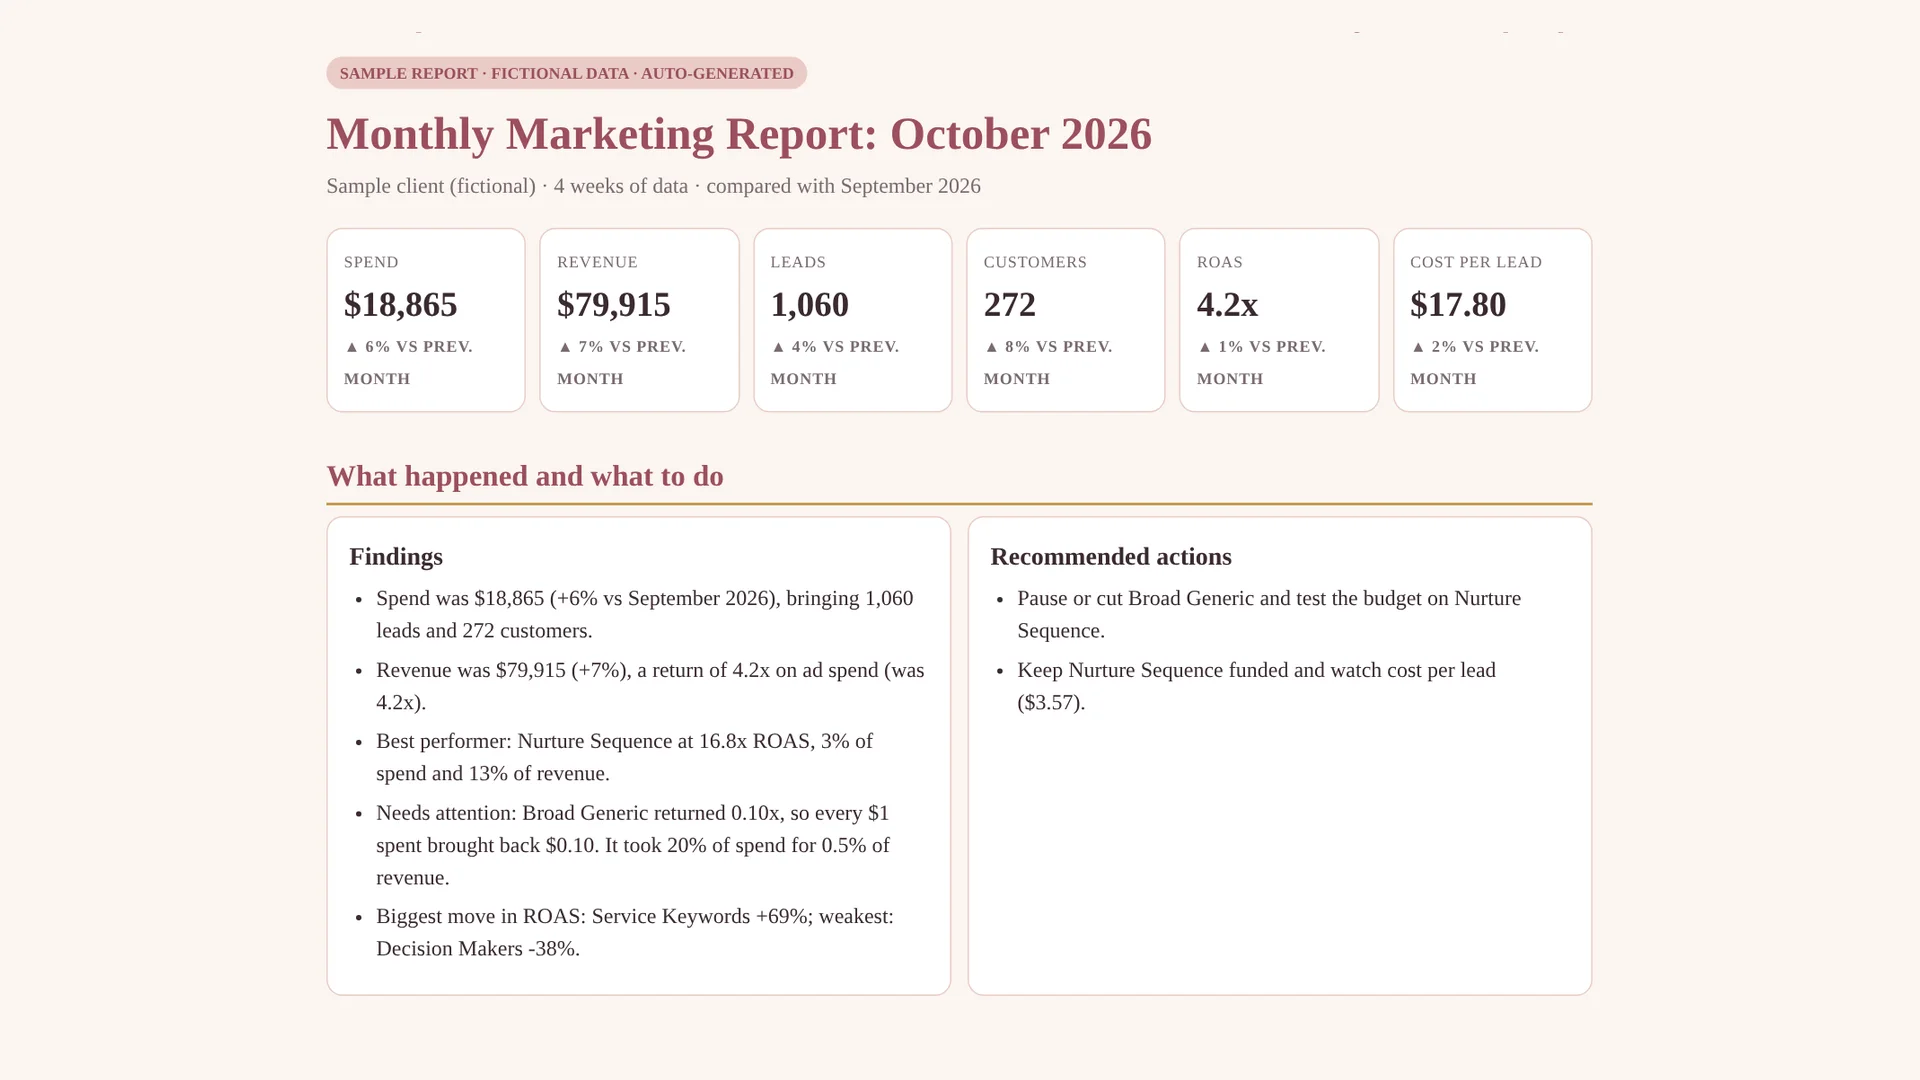 SAMPLE REPORT · FICTIONAL DATA · AUTO-GENERATED
Monthly Marketing Report: October 2026
Sample client (fictional) · 4 weeks of data · compared with September 2026
SPEND
$18,865
▲ 6% VS PREV.
MONTH
REVENUE
$79,915
▲ 7% VS PREV.
MONTH
LEADS
1,060
▲ 4% VS PREV.
MONTH
CUSTOMERS
272
▲ 8% VS PREV.
MONTH
ROAS
4.2x
▲ 1% VS PREV.
MONTH
COST PER LEAD
$17.80
▲ 2% VS PREV.
MONTH
What happened and what to do
Findings
• Spend was $18,865 (+6% vs September 2026), bringing 1,060
leads and 272 customers.
• Revenue was $79,915 (+7%), a return of 4.2x on ad spend (was
4.2x).
• Best performer: Nurture Sequence at 16.8x ROAS, 3% of
spend and 13% of revenue.
• Needs attention: Broad Generic returned 0.10x, so every $1
spent brought back $0.10. It took 20% of spend for 0.5% of
revenue.
• Biggest move in ROAS: Service Keywords +69%; weakest:
Decision Makers -38%.
Recommended actions
• Pause or cut Broad Generic and test the budget on Nurture
Sequence.
• Keep Nurture Sequence funded and watch cost per lead
($3.57).